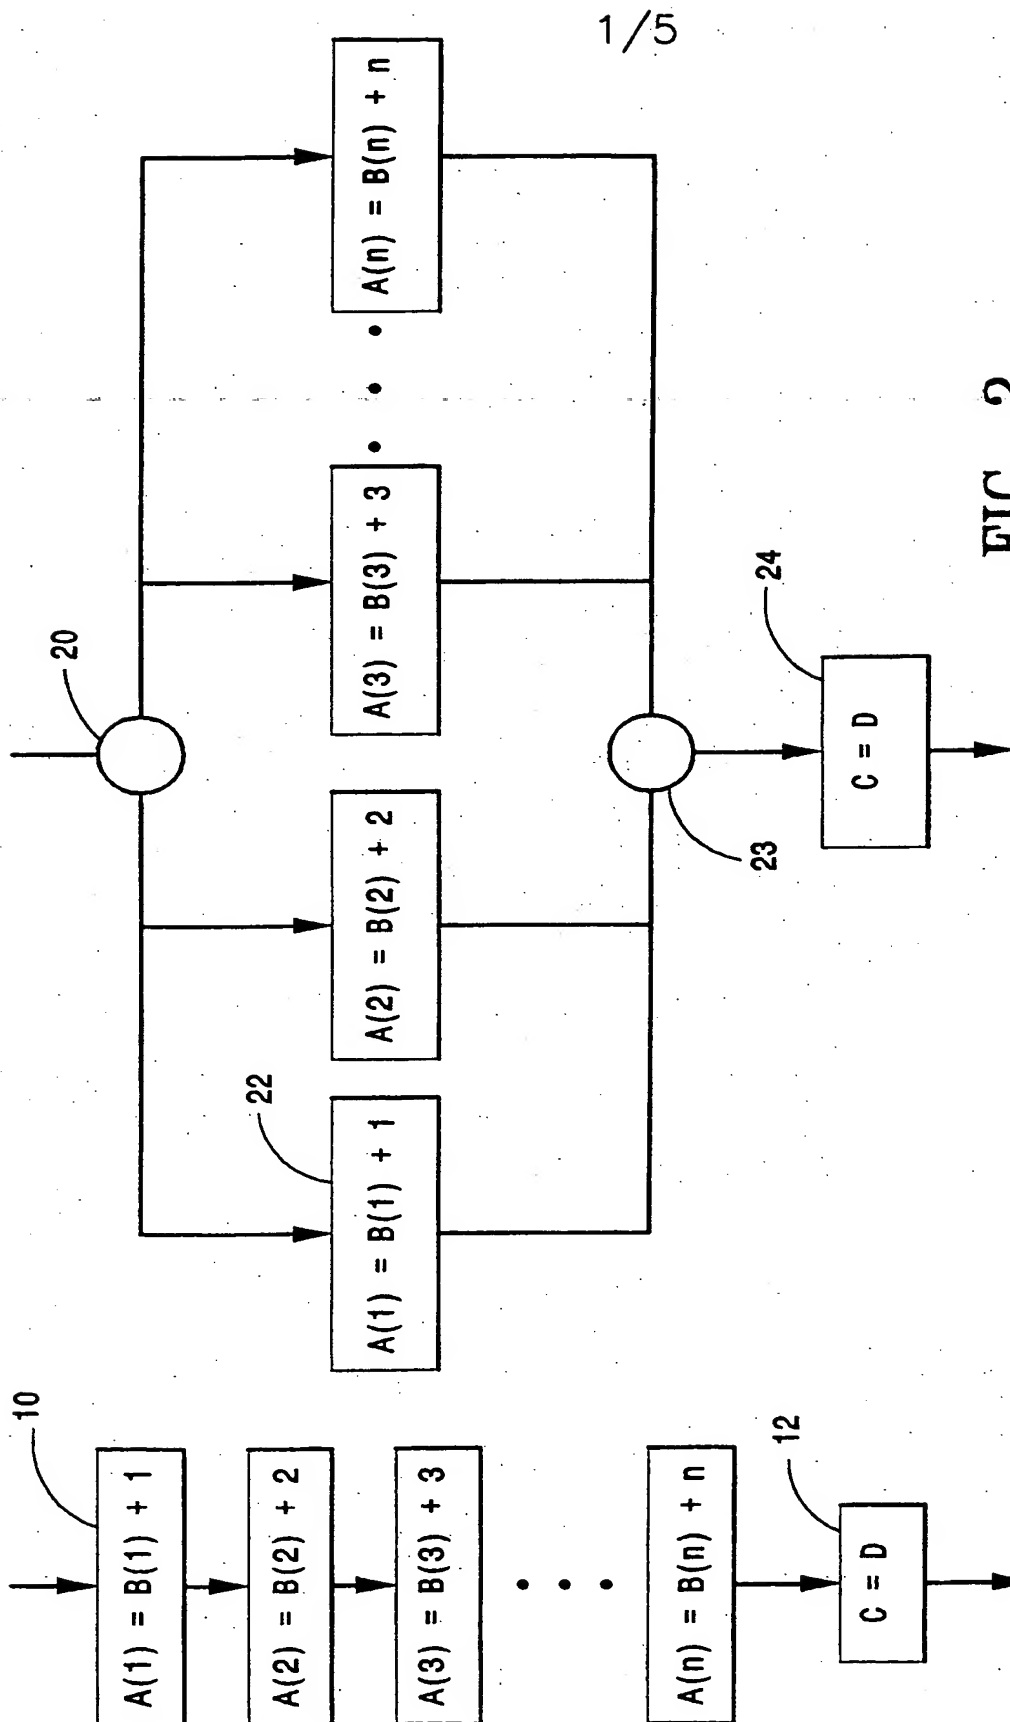 1/5
10
A(1) = B(1) + 1
A(2) = B(2) + 2
A(3) = B(3) + 3
A(n) = B(n) + n
12
C = D
20
22
A(1) = B(1) + 1
A(2) = B(2) + 2
A(3) = B(3) + 3
A(n) = B(n) + n
23
24
C = D